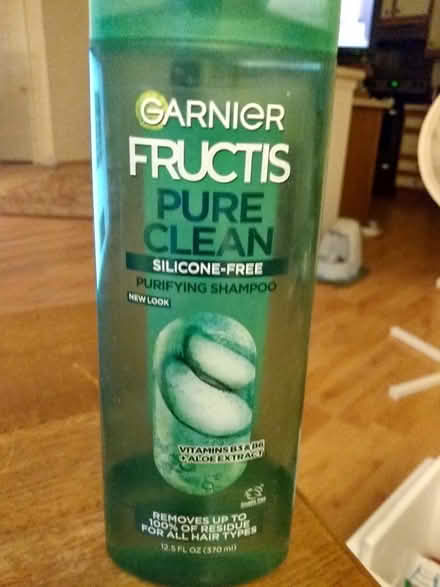 GARNIER
FRUCTIS
PURE
CLEAN
SILICONE-FREE
PURIFYING SHAMPOO
NEW LOOK
VITAMINS B3 & B6
+ ALOE EXTRACT
REMOVES UP TO
100% OF RESIDUE
FOR ALL HAIR TYPES
12.5 FL OZ (370 ml)